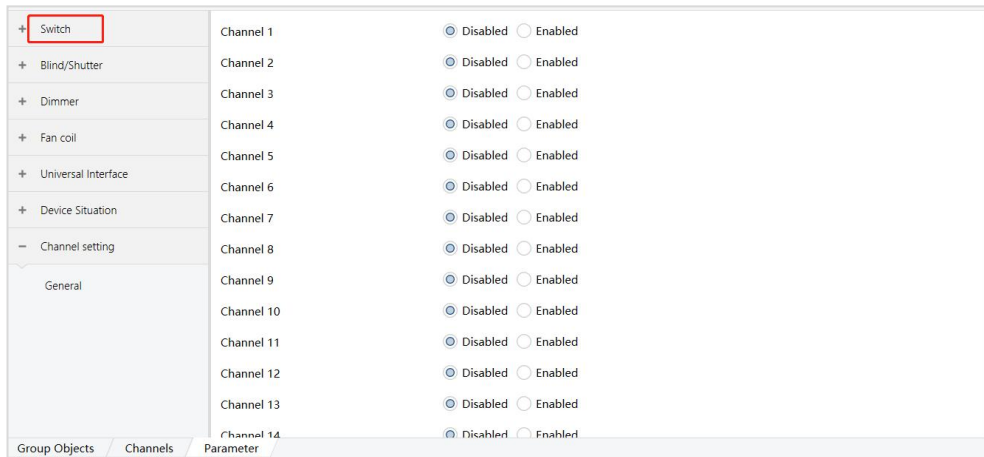 + Switch
+ Blind/Shutter
+ Dimmer
+ Fan coil
+ Universal Interface
+ Device Situation
− Channel setting
General
Channel 1 Disabled Enabled
Channel 2 Disabled Enabled
Channel 3 Disabled Enabled
Channel 4 Disabled Enabled
Channel 5 Disabled Enabled
Channel 6 Disabled Enabled
Channel 7 Disabled Enabled
Channel 8 Disabled Enabled
Channel 9 Disabled Enabled
Channel 10 Disabled Enabled
Channel 11 Disabled Enabled
Channel 12 Disabled Enabled
Channel 13 Disabled Enabled
Channel 14 Disabled Enabled
Group Objects Channels Parameter